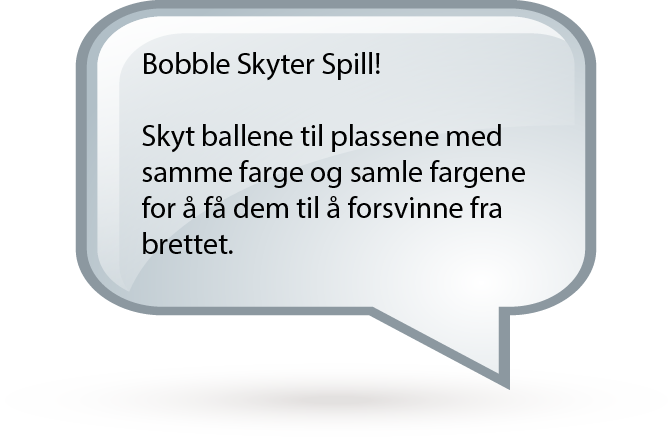 Bobble Skyter Spill!
Skyt ballene til plassene med
samme farge og samle fargene
for å få dem til å forsvinne fra
brettet.